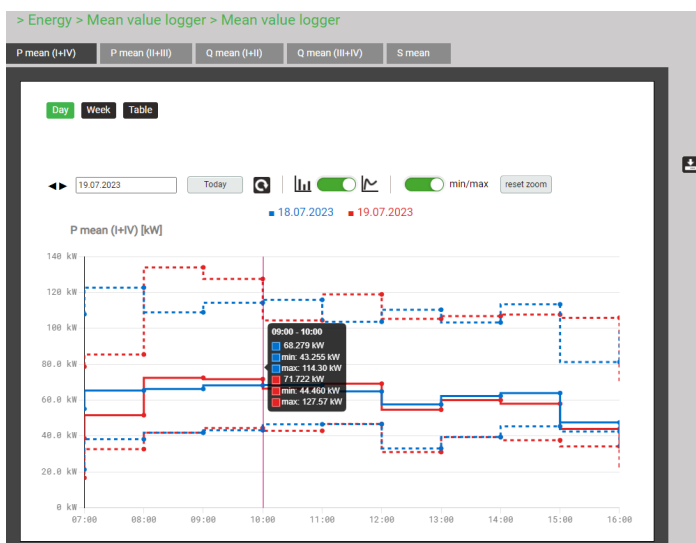 > Energy > Mean value logger > Mean value logger
P mean (I+IV) P mean (II+III) Q mean (I+II) Q mean (III+IV) S mean
Day Week Table
19.07.2023 Today min/max reset zoom
18.07.2023 19.07.2023
P mean (I+IV) [kW]
140 kW
120 kW
100 kW
80.0 kW
60.0 kW
40.0 kW
20.0 kW
0 kW
09:00 - 10:00
68.279 kW
min: 43.255 kW
max: 114.30 kW
71.722 kW
min: 44.460 kW
max: 127.57 kW
07:00 08:00 09:00 10:00 11:00 12:00 13:00 14:00 15:00 16:00